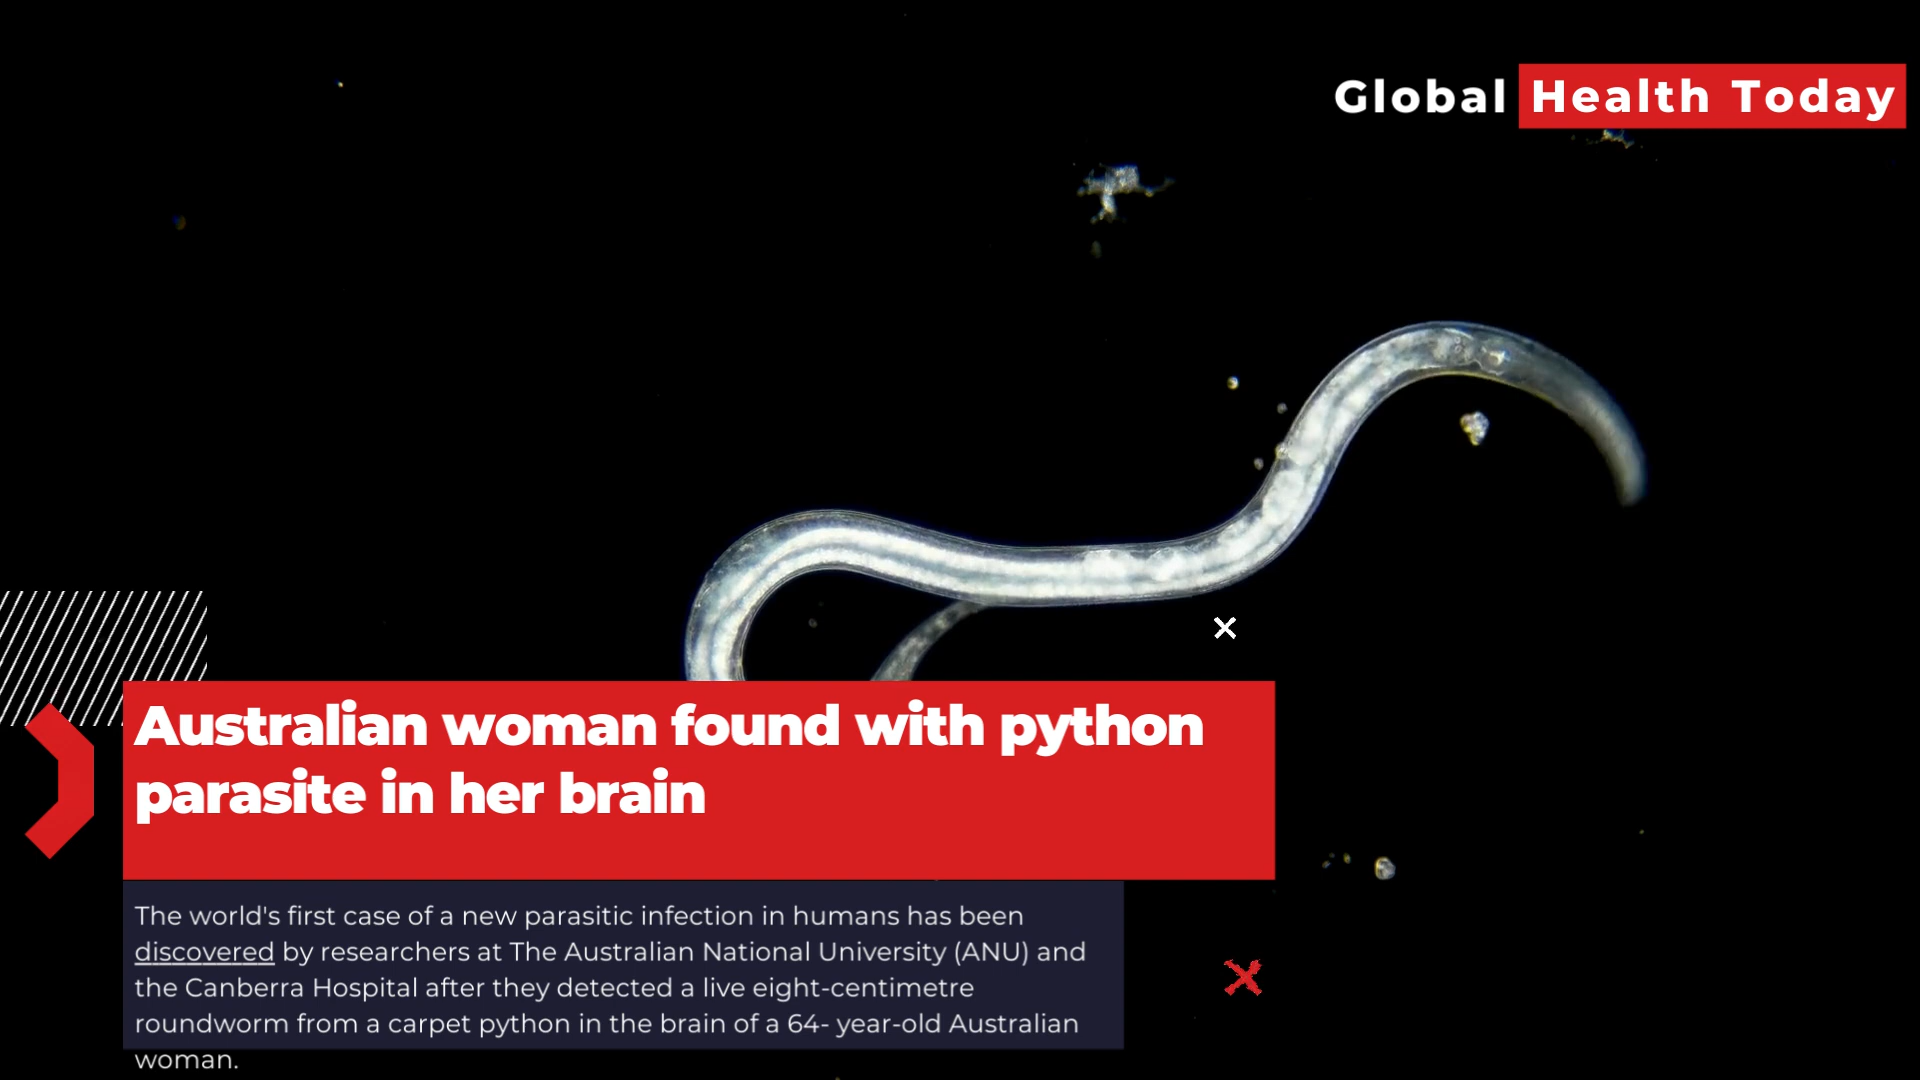 Global Health Today
Australian woman found with python
parasite in her brain
The world's first case of a new parasitic infection in humans has been
discovered by researchers at The Australian National University (ANU) and
the Canberra Hospital after they detected a live eight-centimetre
roundworm from a carpet python in the brain of a 64- year-old Australian
woman.